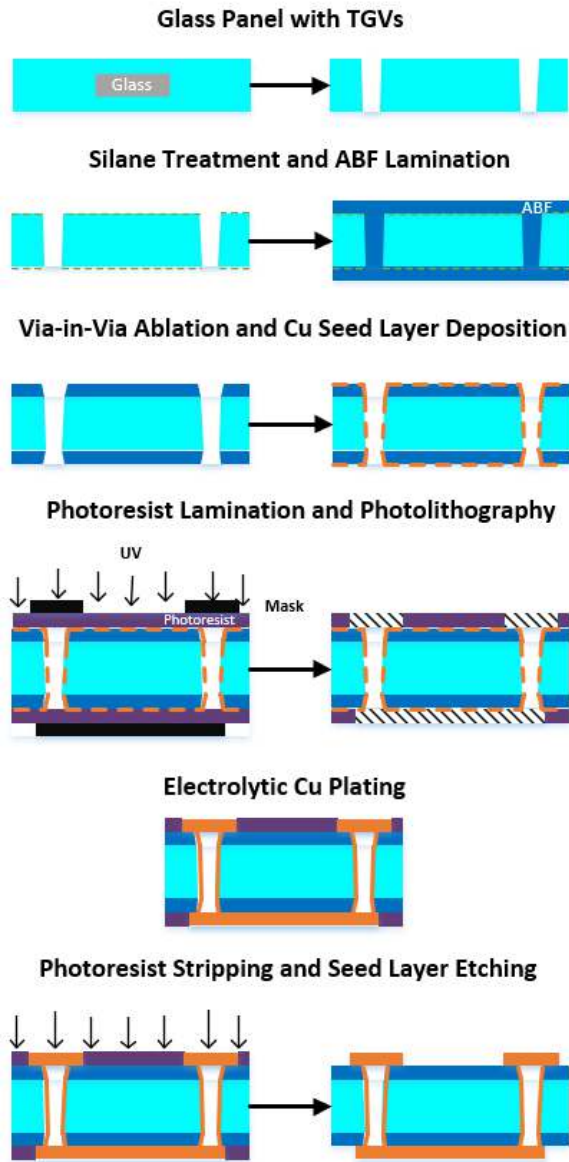 Glass Panel with TGVs
Glass
Silane Treatment and ABF Lamination
ABF
Via-in-Via Ablation and Cu Seed Layer Deposition
Photoresist Lamination and Photolithography
UV
Mask
Photoresist
Electrolytic Cu Plating
Photoresist Stripping and Seed Layer Etching